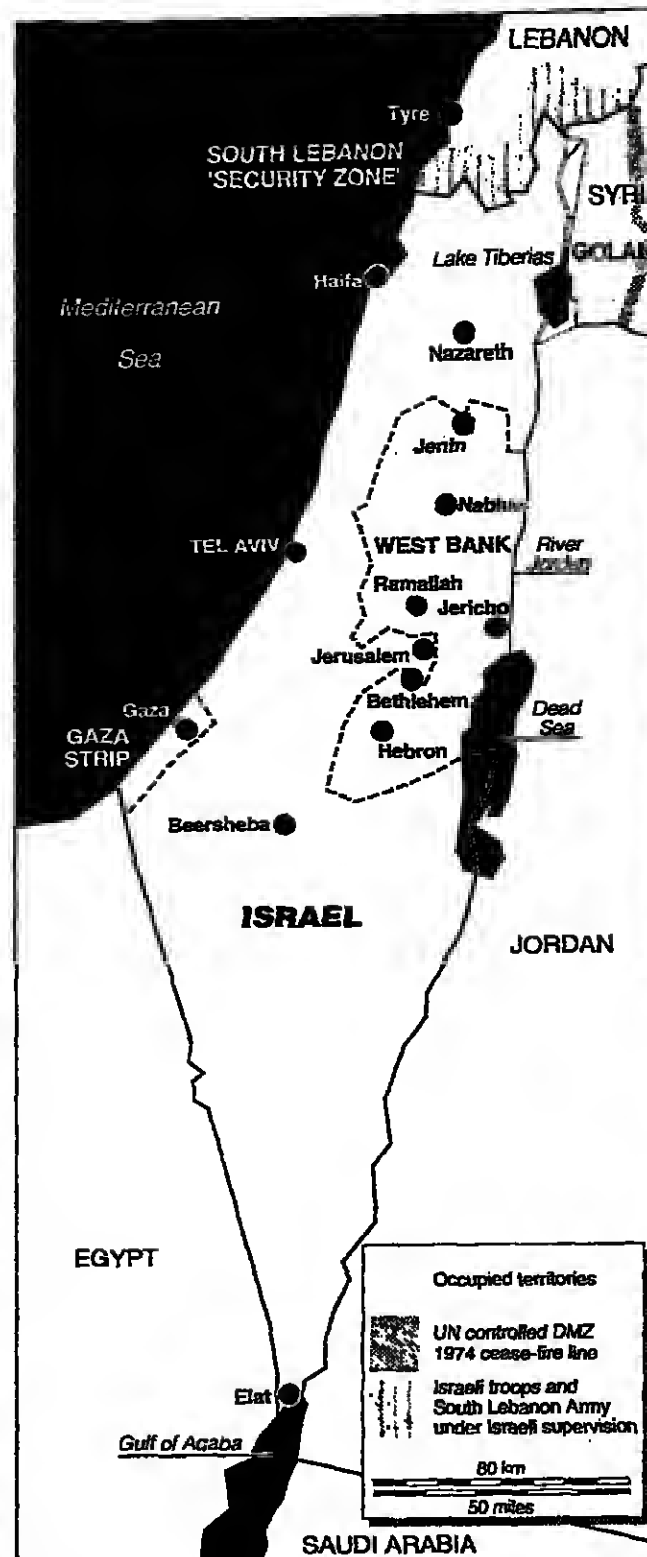 LEBANON
Tyre
SOUTH LEBANON
'SECURITY ZONE'
SYRI
Lake Tiberias
GOLAN
Haifa
Mediterranean
Sea
Nazareth
Jenin
TEL AVIV
WEST BANK
River
Jordan
Ramallah
Jericho
Jerusalem
Bethlehem
Gaza
GAZA
STRIP
Dead
Sea
Hebron
Beersheba
ISRAEL
JORDAN
EGYPT
Occupied territories
UN controlled DMZ
1974 cease-fire line
Israeli troops and
South Lebanon Army
under Israeli supervision
Elat
Gulf of Aqaba
80 km
50 miles
SAUDI ARABIA